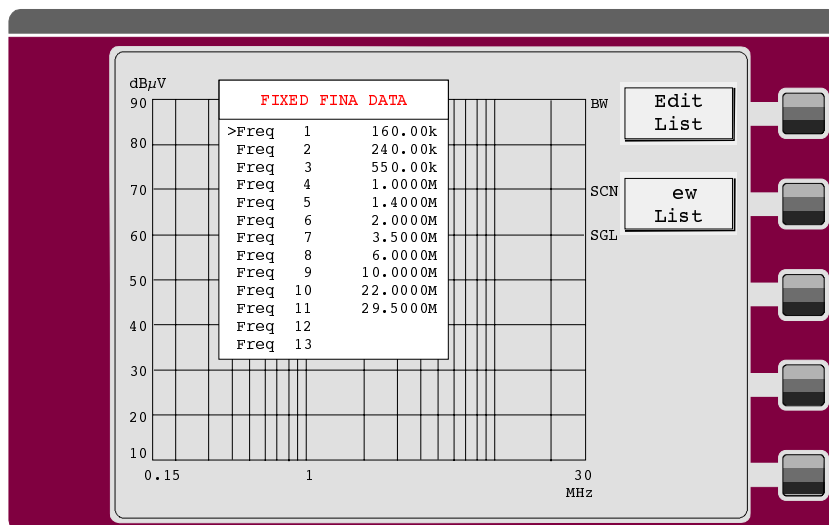 dBµV
FIXED FINA DATA
>Freq 1 160.00k
Freq 2 240.00k
Freq 3 550.00k
Freq 4 1.0000M
Freq 5 1.4000M
Freq 6 2.0000M
Freq 7 3.5000M
Freq 8 6.0000M
Freq 9 10.0000M
Freq 10 22.0000M
Freq 11 29.5000M
Freq 12
Freq 13
90
80
70
60
50
40
30
20
10
0.15
1
30
MHz
BW
SCN
SGL
Edit
List
ew
List